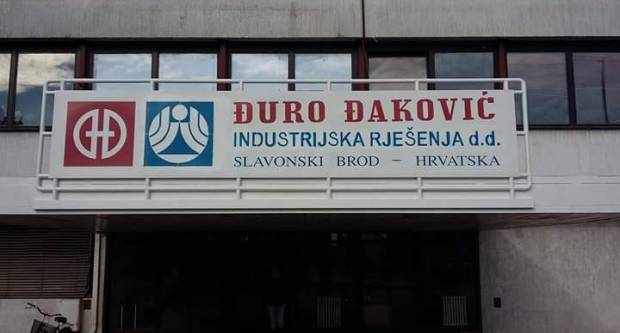 ĐURO ĐAKOVIĆ
INDUSTRIJSKA RJEŠENJA d.d.
SLAVONSKI BROD – HRVATSKA